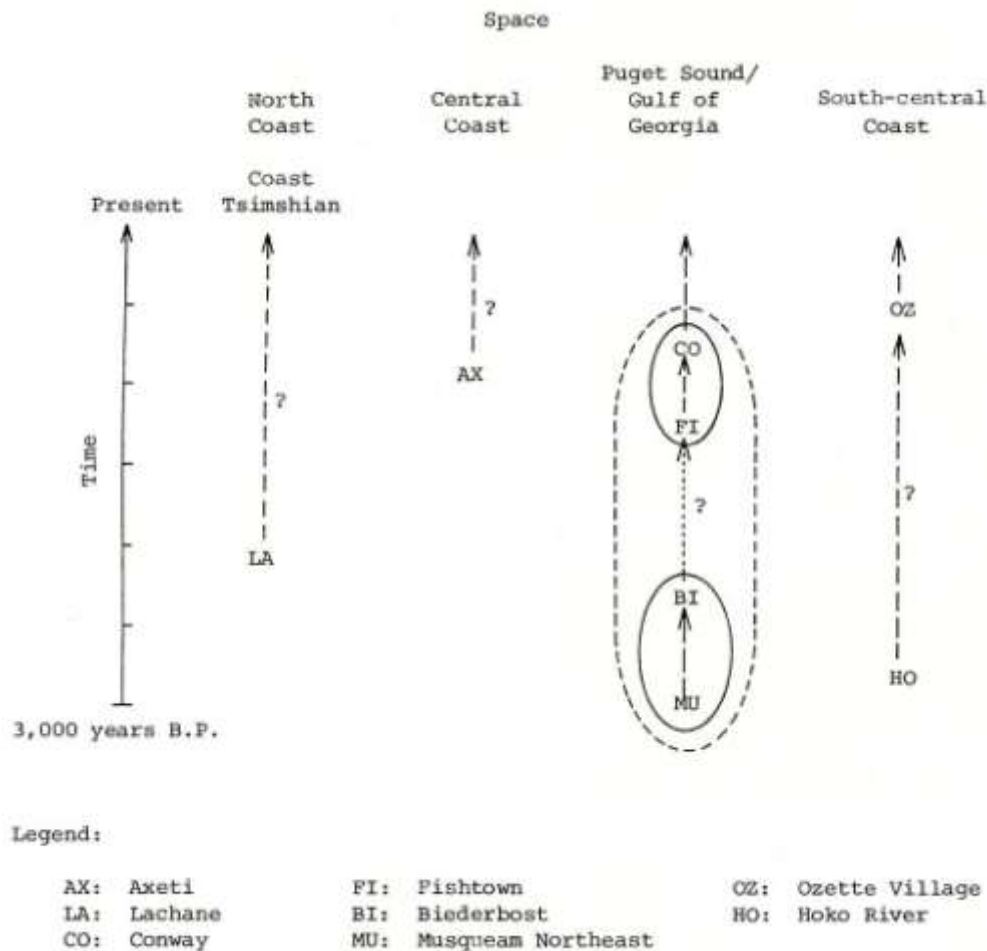 Space
North
Coast
Central
Coast
Puget Sound/
Gulf of
Georgia
South-central
Coast
Present
Coast
Tsimshian
?
OZ
CO
AX
?
FI
Time
?
?
LA
BI
HO
MU
3,000 years B.P.
Legend:
AX: Axeti FI: Fishtown OZ: Ozette Village
LA: Lachane BI: Biederbost HO: Hoko River
CO: Conway MU: Musqueam Northeast